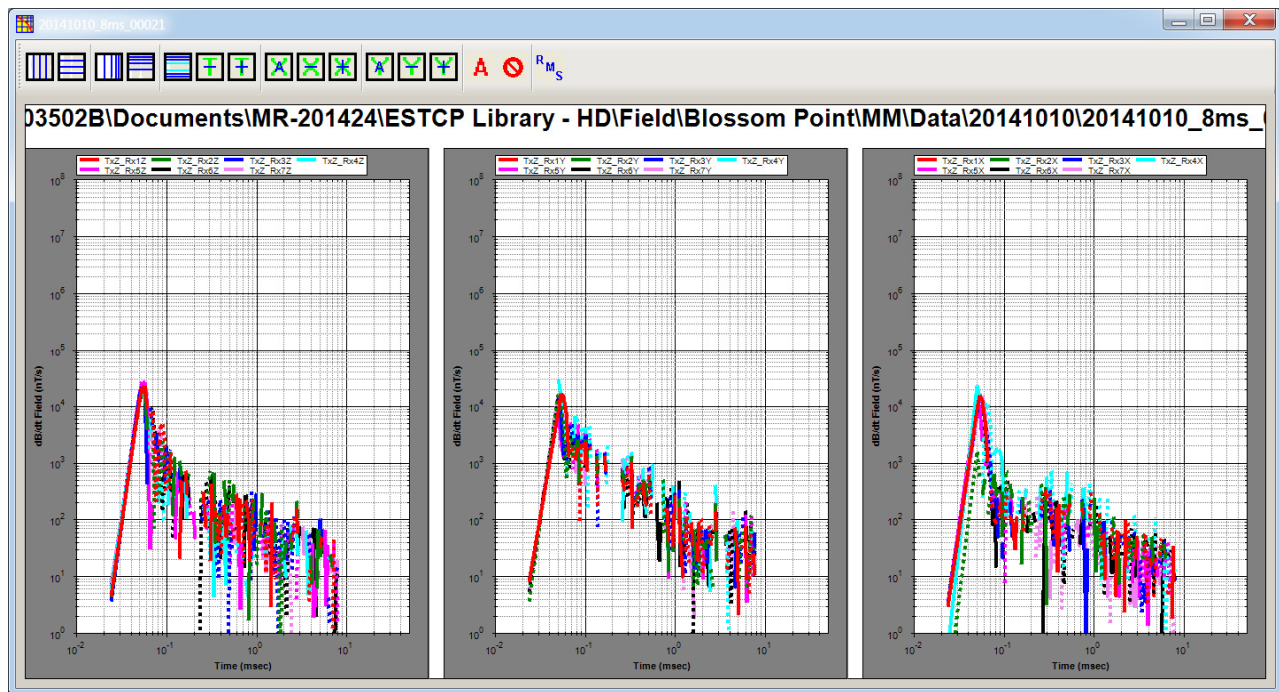 20141010_8ms_00021
R M S
03502B\Documents\MR-201424\ESTCP Library - HD\Field\Blossom Point\MM\Data\20141010\20141010_8ms_
TxZ_Rx1Z TxZ_Rx2Z TxZ_Rx3Z TxZ_Rx4Z
TxZ_Rx5Z TxZ_Rx6Z TxZ_Rx7Z
10^8
10^7
10^6
10^5
10^4
10^3
10^2
10^1
10^0
dB/dt Field (nT/s)
10^-2 10^-1 10^0 10^1
Time (msec)
TxZ_Rx1Y TxZ_Rx2Y TxZ_Rx3Y TxZ_Rx4Y
TxZ_Rx5Y TxZ_Rx6Y TxZ_Rx7Y
10^8
10^7
10^6
10^5
10^4
10^3
10^2
10^1
10^0
dB/dt Field (nT/s)
10^-2 10^-1 10^0 10^1
Time (msec)
TxZ_Rx1X TxZ_Rx2X TxZ_Rx3X TxZ_Rx4X
TxZ_Rx5X TxZ_Rx6X TxZ_Rx7X
10^8
10^7
10^6
10^5
10^4
10^3
10^2
10^1
10^0
dB/dt Field (nT/s)
10^-2 10^-1 10^0 10^1
Time (msec)